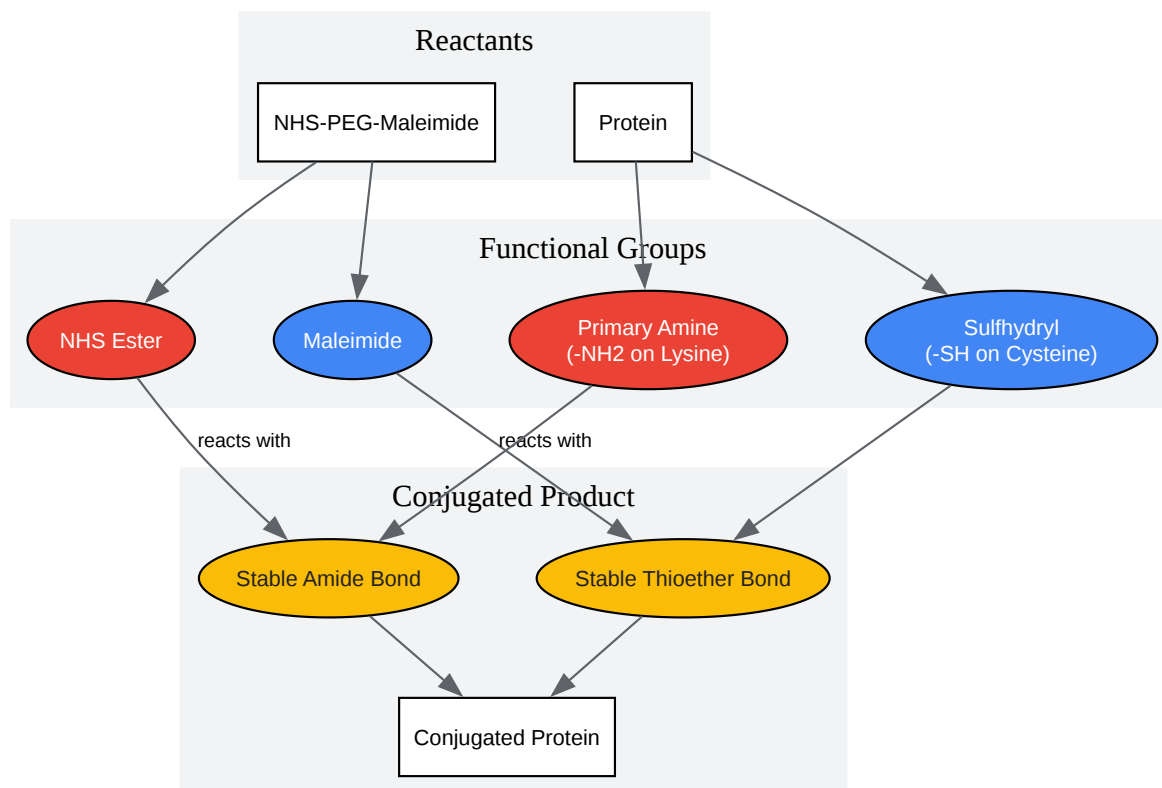 Reactants
NHS-PEG-Maleimide
Protein
Functional Groups
NHS Ester
Maleimide
Primary Amine
(-NH2 on Lysine)
Sulfhydryl
(-SH on Cysteine)
reacts with
reacts with
Conjugated Product
Stable Amide Bond
Stable Thioether Bond
Conjugated Protein